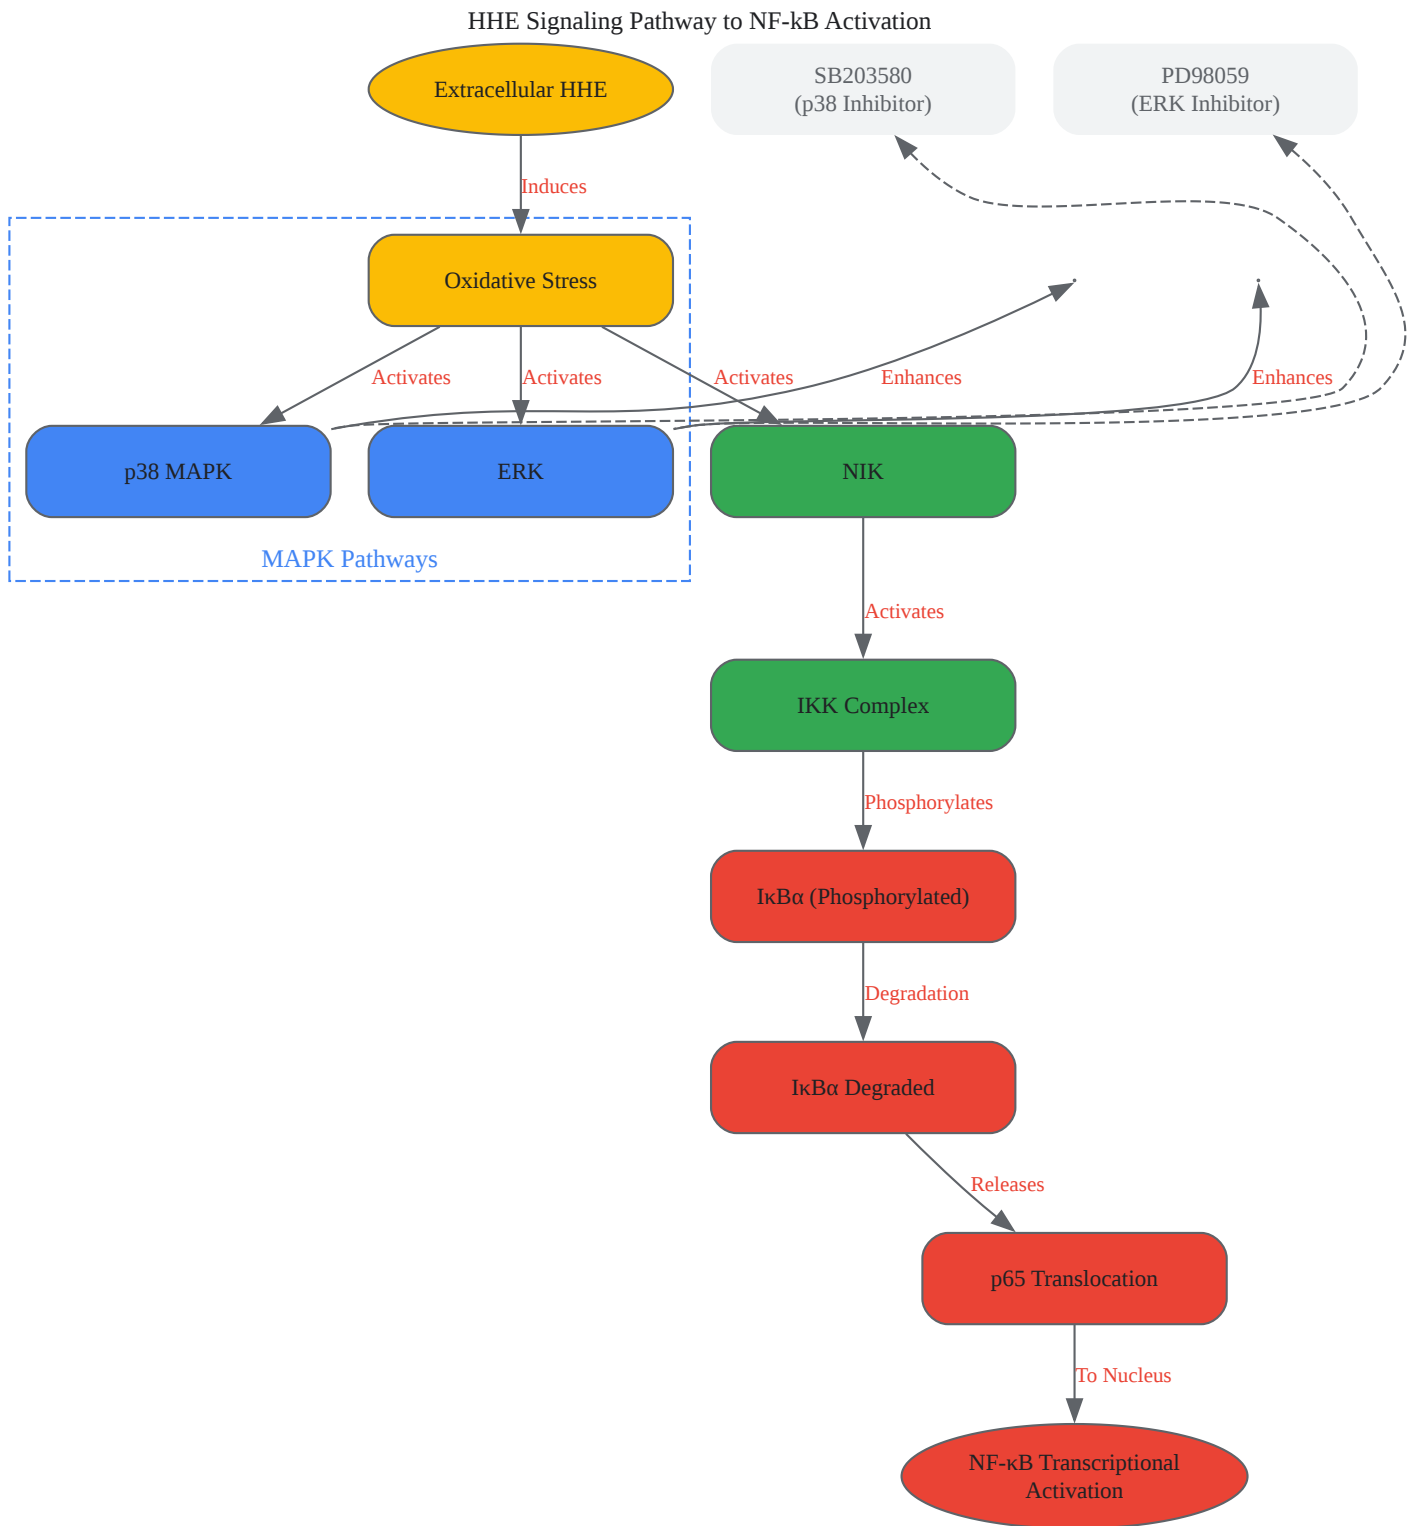 HHE Signaling Pathway to NF-kB Activation
Extracellular HHE
SB203580
(p38 Inhibitor)
PD98059
(ERK Inhibitor)
Induces
Oxidative Stress
Activates
Activates
Activates
Enhances
Enhances
p38 MAPK
ERK
NIK
MAPK Pathways
Activates
IKK Complex
Phosphorylates
IκBα (Phosphorylated)
Degradation
IκBα Degraded
Releases
p65 Translocation
To Nucleus
NF-κB Transcriptional
Activation